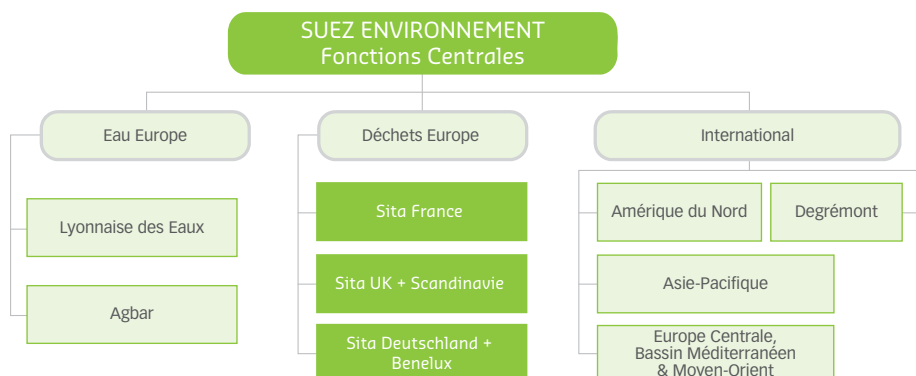 SUEZ ENVIRONNEMENT
Fonctions Centrales
Eau Europe
Déchets Europe
International
Lyonnaise des Eaux
Agbar
Sita France
Sita UK + Scandinavie
Sita Deutschland +
Benelux
Amérique du Nord
Degrémont
Asie-Pacifique
Europe Centrale,
Bassin Méditerranéen
& Moyen-Orient